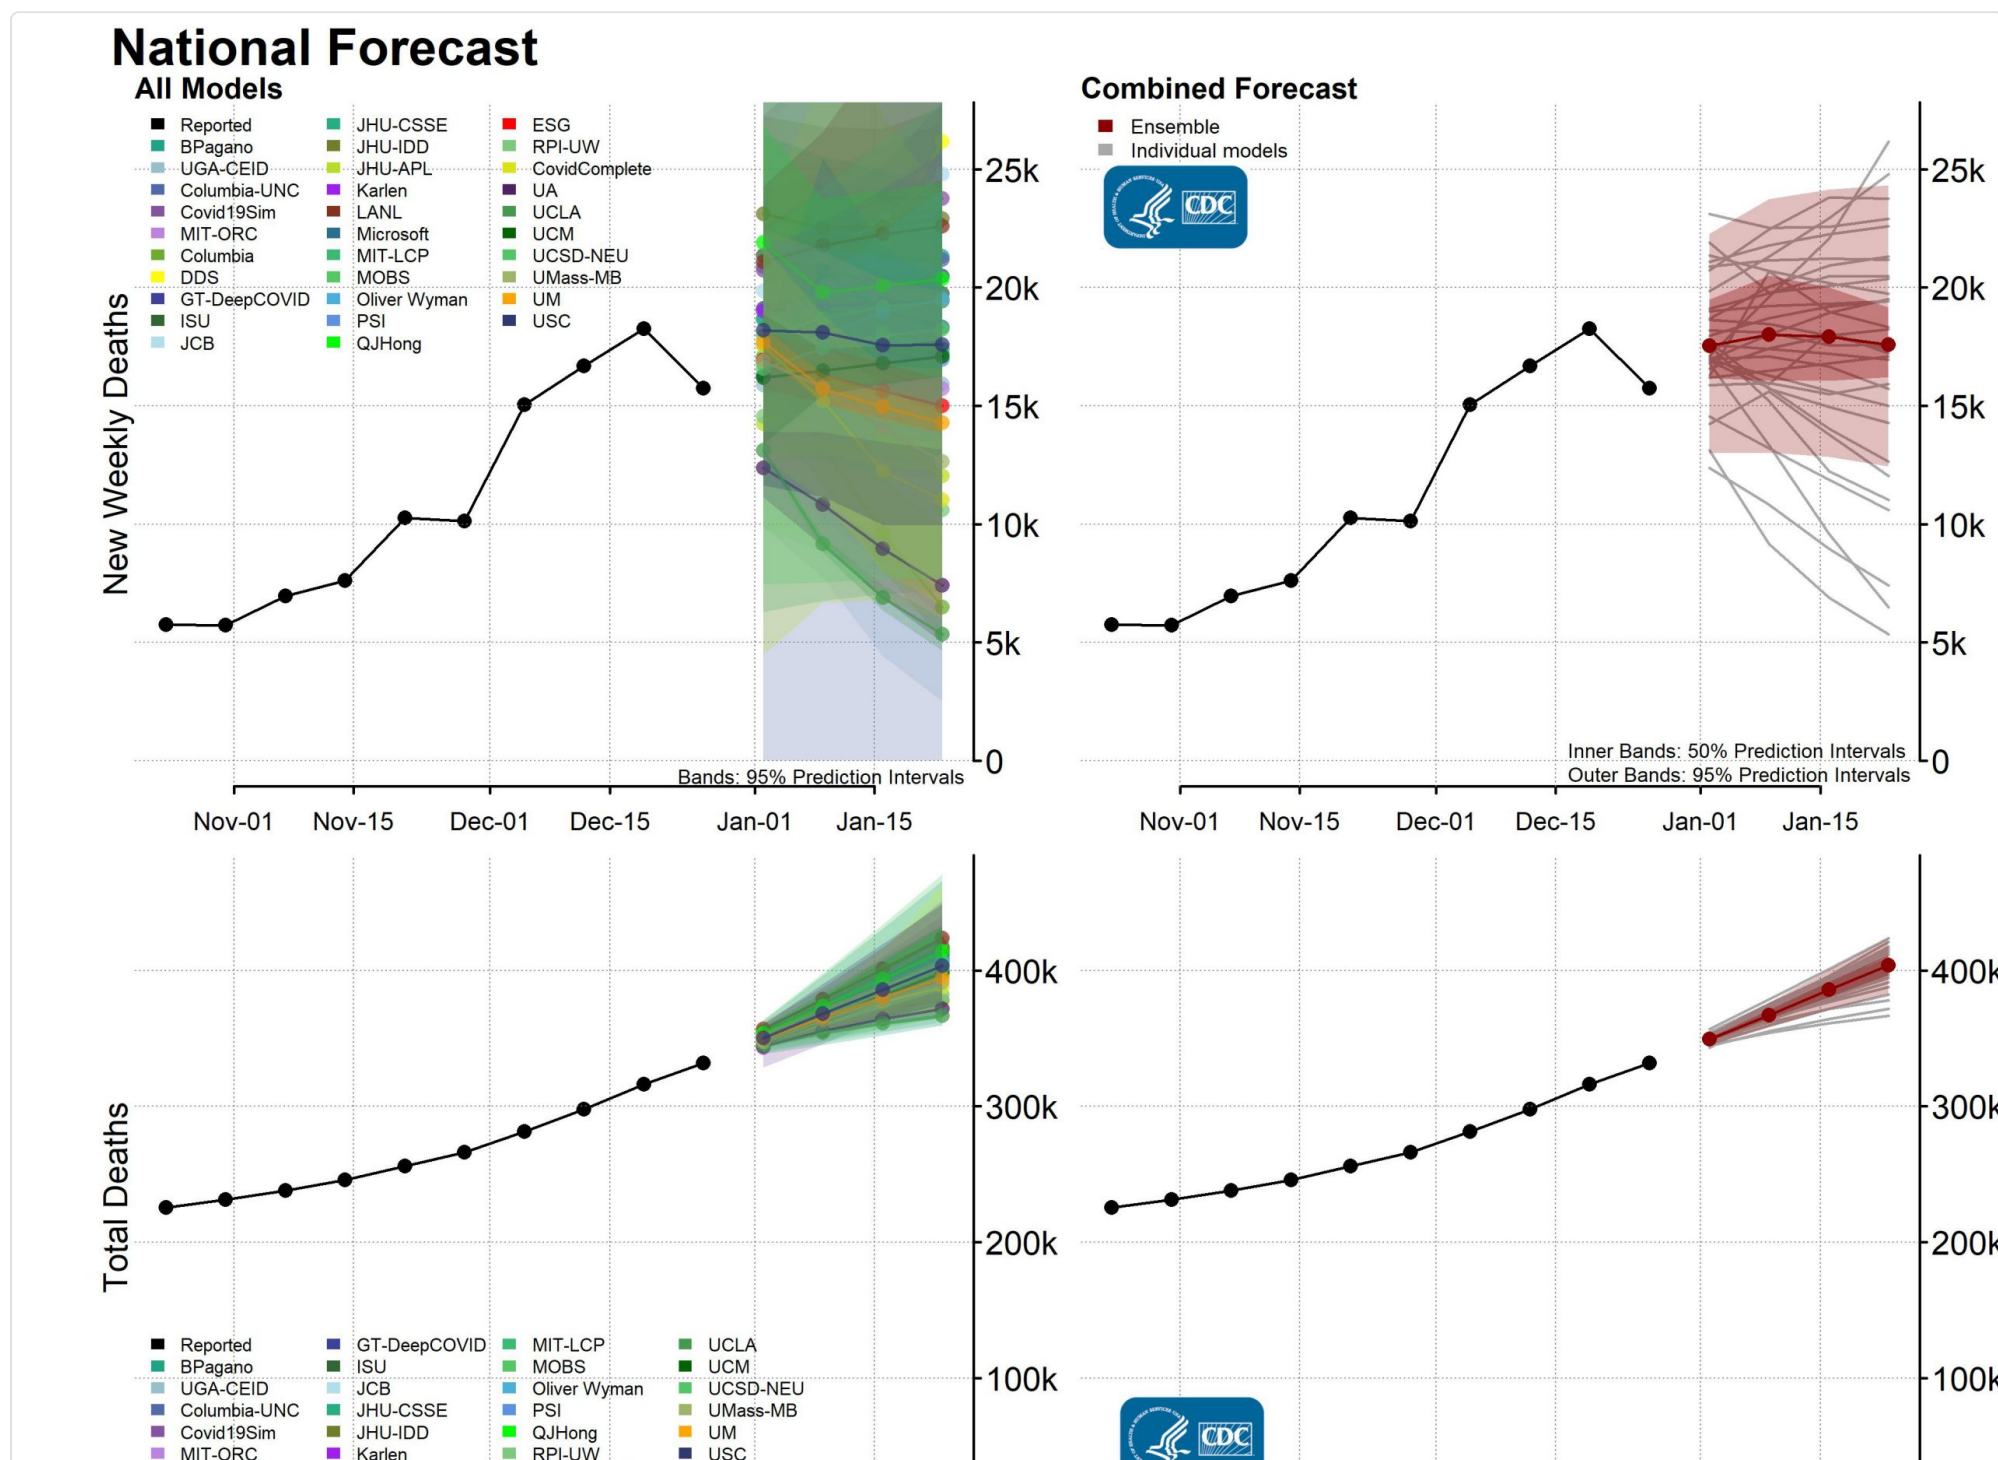 National Forecast
All Models
Reported
BPagano
UGA-CEID
Columbia-UNC
Covid19Sim
MIT-ORC
Columbia
DDS
GT-DeepCOVID
ISU
JCB
JHU-CSSE
JHU-IDD
JHU-APL
Karlen
LANL
Microsoft
MIT-LCP
MOBS
Oliver Wyman
PSI
QJHong
ESG
RPI-UW
CovidComplete
UA
UCLA
UCM
UCSD-NEU
UMass-MB
UM
USC
New Weekly Deaths
25k
20k
15k
10k
5k
0
Bands: 95% Prediction Intervals
Nov-01 Nov-15 Dec-01 Dec-15 Jan-01 Jan-15
Combined Forecast
Ensemble
Individual models
CDC
25k
20k
15k
10k
5k
0
Inner Bands: 50% Prediction Intervals
Outer Bands: 95% Prediction Intervals
Nov-01 Nov-15 Dec-01 Dec-15 Jan-01 Jan-15
Total Deaths
400k
300k
200k
100k
Reported
BPagano
UGA-CEID
Columbia-UNC
Covid19Sim
MIT-ORC
GT-DeepCOVID
ISU
JCB
JHU-CSSE
JHU-IDD
Karlen
MIT-LCP
MOBS
Oliver Wyman
PSI
QJHong
RPI-UW
UCLA
UCM
UCSD-NEU
UMass-MB
UM
USC
400k
300k
200k
100k
CDC